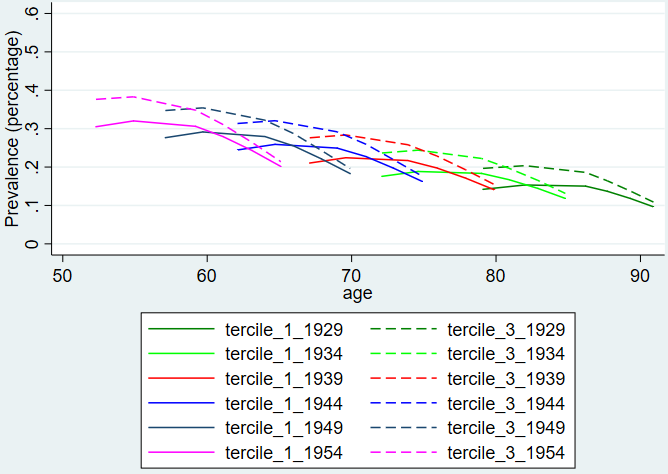 .6
.5
.4
.3
.2
.1
0
Prevalence (percentage)
50 60 70 80 90
age
tercile_1_1929 tercile_3_1929
tercile_1_1934 tercile_3_1934
tercile_1_1939 tercile_3_1939
tercile_1_1944 tercile_3_1944
tercile_1_1949 tercile_3_1949
tercile_1_1954 tercile_3_1954